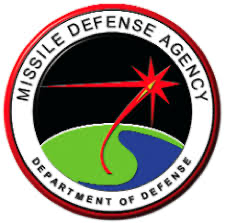 MISSILE DEFENSE AGENCY
DEPARTMENT OF DEFENSE